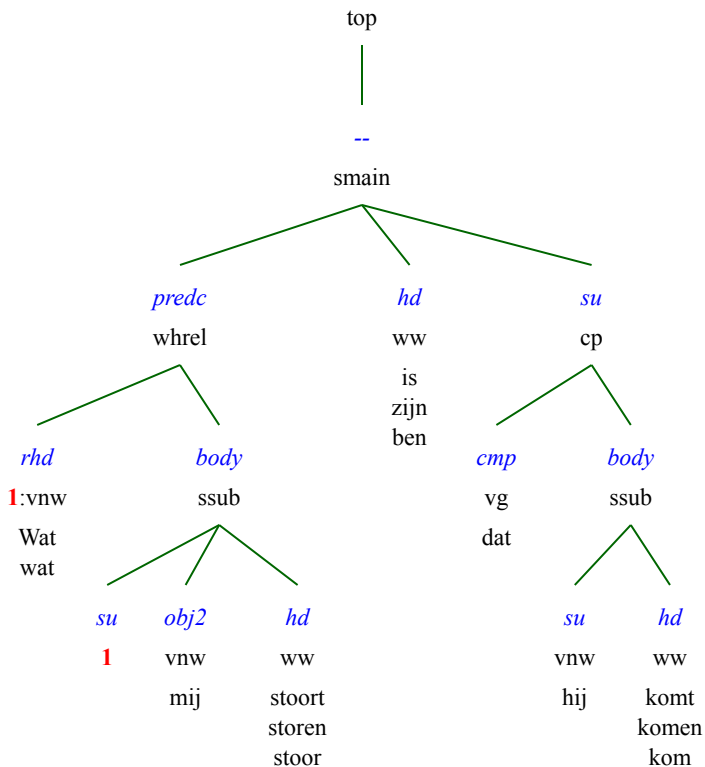 top
--
smain
predc hd su
whrel ww cp
is
zijn
ben
rhd body cmp body
1:vnw ssub vg ssub
Wat dat
wat
su obj2 hd su hd
1 vnw ww vnw ww
mij stoort hij komt
storen komen
stoor kom